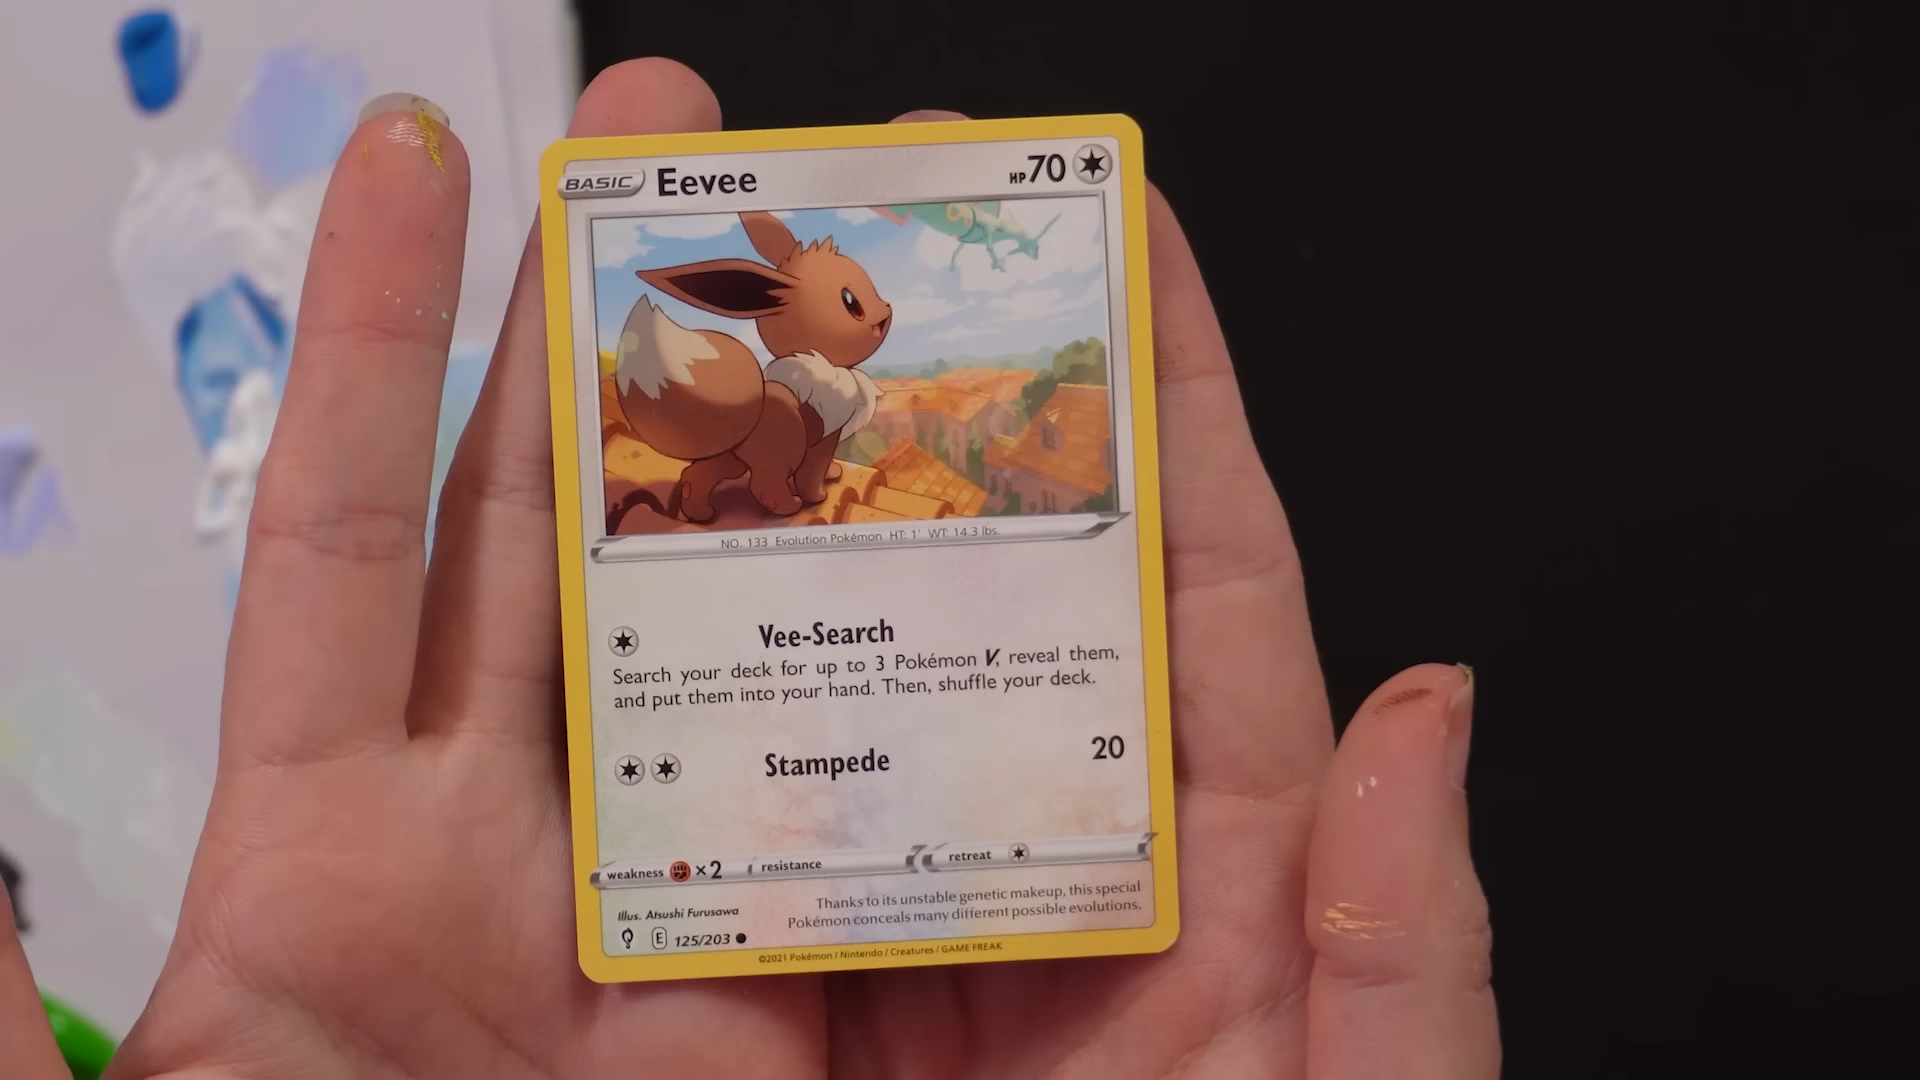 BASIC Eevee HP 70
NO. 133 Evolution Pokémon HT: 1' WT: 14.3 lbs.
Vee-Search
Search your deck for up to 3 Pokémon V, reveal them,
and put them into your hand. Then, shuffle your deck.
Stampede 20
weakness ×2 resistance retreat
Illus. Atsushi Furusawa
Thanks to its unstable genetic makeup, this special
Pokémon conceals many different possible evolutions.
E 125/203
©2021 Pokémon / Nintendo / Creatures / GAME FREAK